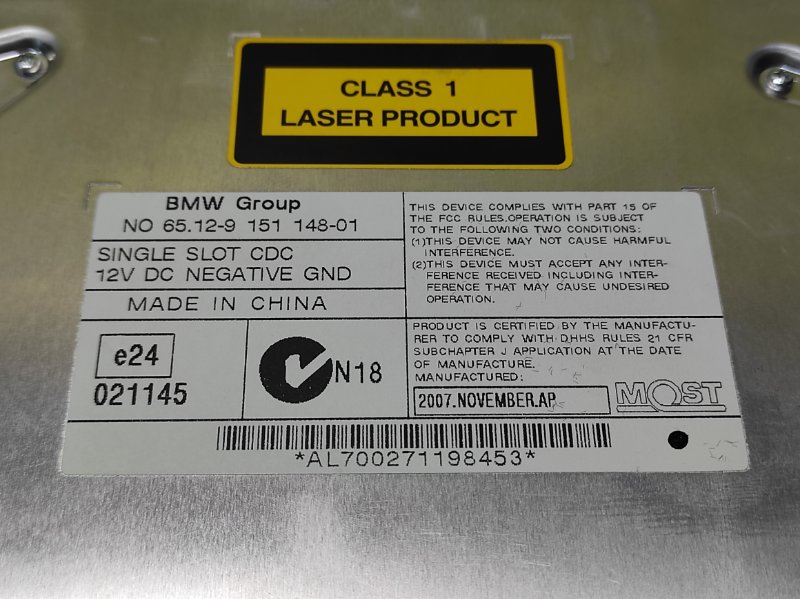 CLASS 1
LASER PRODUCT
BMW Group
NO 65.12-9 151 148-01
SINGLE SLOT CDC
12V DC NEGATIVE GND
MADE IN CHINA
e24
021145
N18
THIS DEVICE COMPLIES WITH PART 15 OF
THE FCC RULES.OPERATION IS SUBJECT
TO THE FOLLOWING TWO CONDITIONS:
(1)THIS DEVICE MAY NOT CAUSE HARMFUL
INTERFERENCE.
(2)THIS DEVICE MUST ACCEPT ANY INTER-
FERENCE RECEIVED INCLUDING INTER-
FERENCE THAT MAY CAUSE UNDESIRED
OPERATION.
PRODUCT IS CERTIFIED BY THE MANUFACTU-
RER TO COMPLY WITH DHHS RULES 21 CFR
SUBCHAPTER J APPLICATION AT THE DATE
OF MANUFACTURE.
MANUFACTURED:
2007.NOVEMBER.AP
MOST
*AL700271198453*